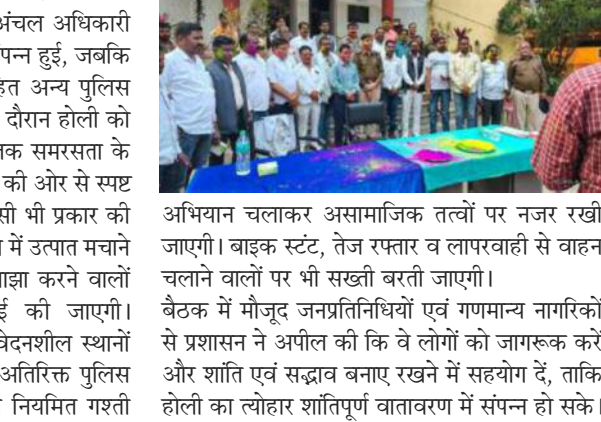 अंचल अधिकारी
हुई, जबकि
अन्य पुलिस
दौरान होली को
समरसता के
की ओर से स्पष्ट
भी प्रकार की
में उत्पात मचाने
करने वालों
की जाएगी।
स्थानों
अतिरिक्त पुलिस
नियमित गश्ती
अभियान चलाकर असामाजिक तत्वों पर नजर रखी
जाएगी। बाइक स्टंट, तेज रफ्तार व लापरवाही से वाहन
चलाने वालों पर भी सख्ती बरती जाएगी।
बैठक में मौजूद जनप्रतिनिधियों एवं गणमान्य नागरिकों
से प्रशासन ने अपील की कि वे लोगों को जागरूक करें
और शांति एवं सद्भाव बनाए रखने में सहयोग दें, ताकि
होली का त्योहार शांतिपूर्ण वातावरण में संपन्न हो सके।